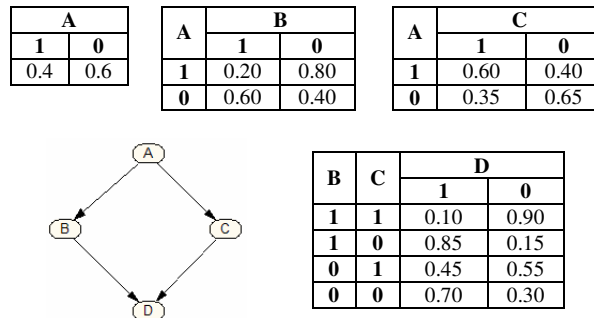 A
1 0
0.4 0.6
A B
1 0
1 0.20 0.80
0 0.60 0.40
A C
1 0
1 0.60 0.40
0 0.35 0.65
A
B C
D
B C D
1 0
1 1 0.10 0.90
1 0 0.85 0.15
0 1 0.45 0.55
0 0 0.70 0.30